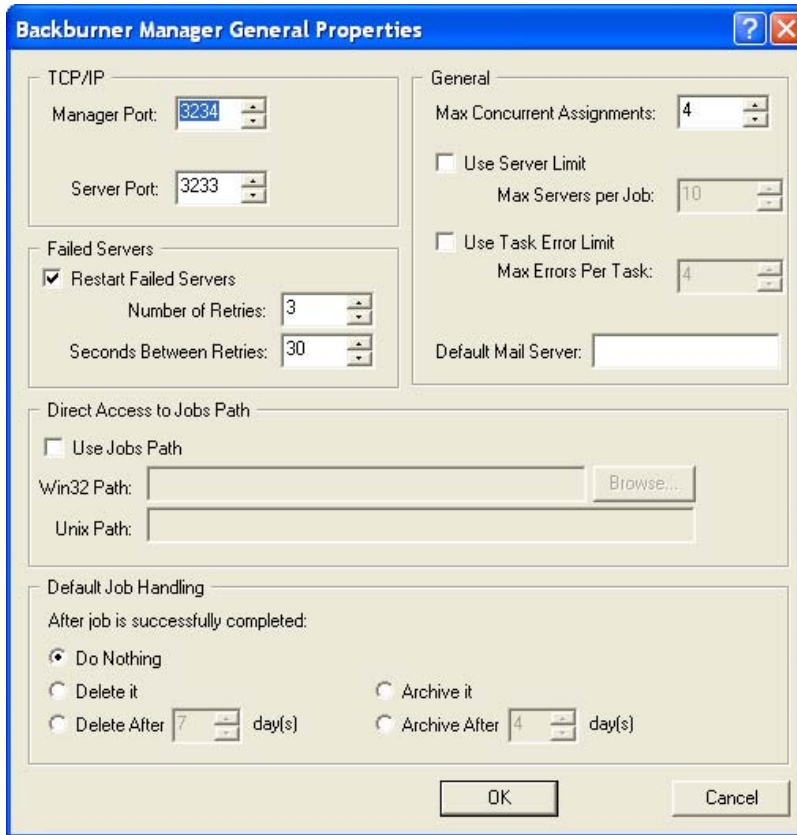 Backburner Manager General Properties
TCP/IP
Manager Port: 3234
Server Port: 3233
General
Max Concurrent Assignments: 4
Use Server Limit
Max Servers per Job: 10
Use Task Error Limit
Max Errors Per Task: 4
Default Mail Server:
Failed Servers
Restart Failed Servers
Number of Retries: 3
Seconds Between Retries: 30
Direct Access to Jobs Path
Use Jobs Path
Win32 Path: Browse...
Unix Path:
Default Job Handling
After job is successfully completed:
Do Nothing
Delete it Archive it
Delete After 7 day(s) Archive After 4 day(s)
OK Cancel